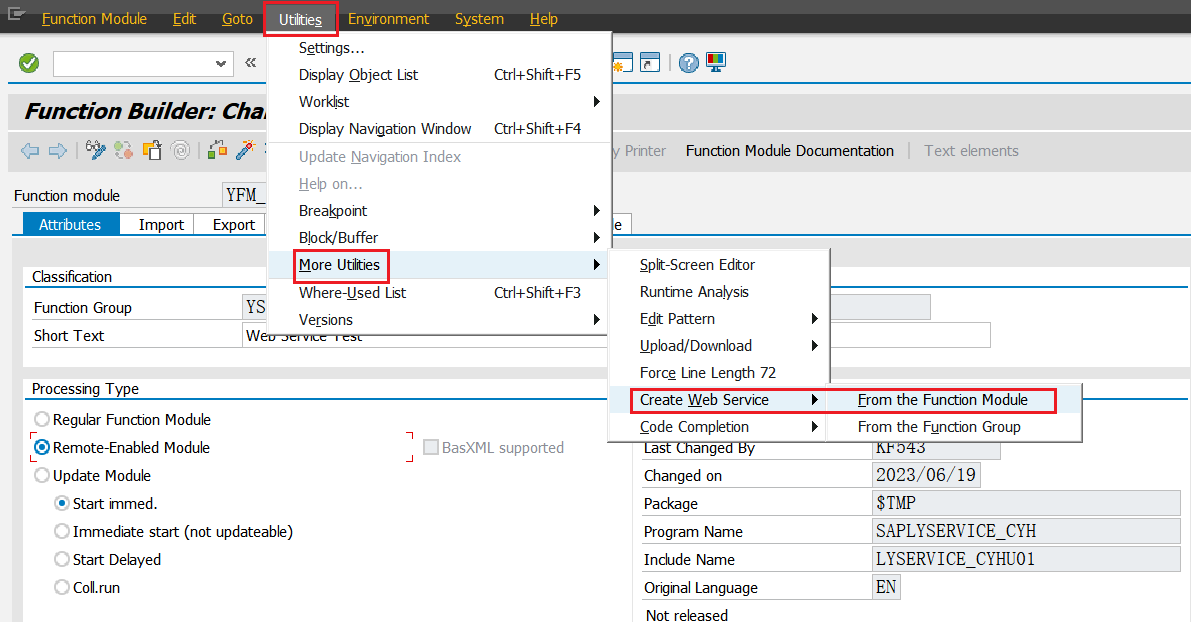 Function Module Edit Goto Utilities Environment System Help
Settings...
Display Object List Ctrl+Shift+F5
Worklist
Display Navigation Window Ctrl+Shift+F4
Update Navigation Index
Help on...
Breakpoint
Block/Buffer
More Utilities
Where-Used List Ctrl+Shift+F3
Versions
Split-Screen Editor
Runtime Analysis
Edit Pattern
Upload/Download
Force Line Length 72
Create Web Service
Code Completion
From the Function Module
From the Function Group
Function Builder: Cha
Printer Function Module Documentation Text elements
Function module YFM_
Attributes Import Export
Classification
Function Group YS
Short Text Web Service Test
Processing Type
Regular Function Module
Remote-Enabled Module BasXML supported
Update Module
Start immed.
Immediate start (not updateable)
Start Delayed
Coll.run
Last Changed By KF543
Changed on 2023/06/19
Package $TMP
Program Name SAPLYSERVICE_CYH
Include Name LYSERVICE_CYHU01
Original Language EN
Not released